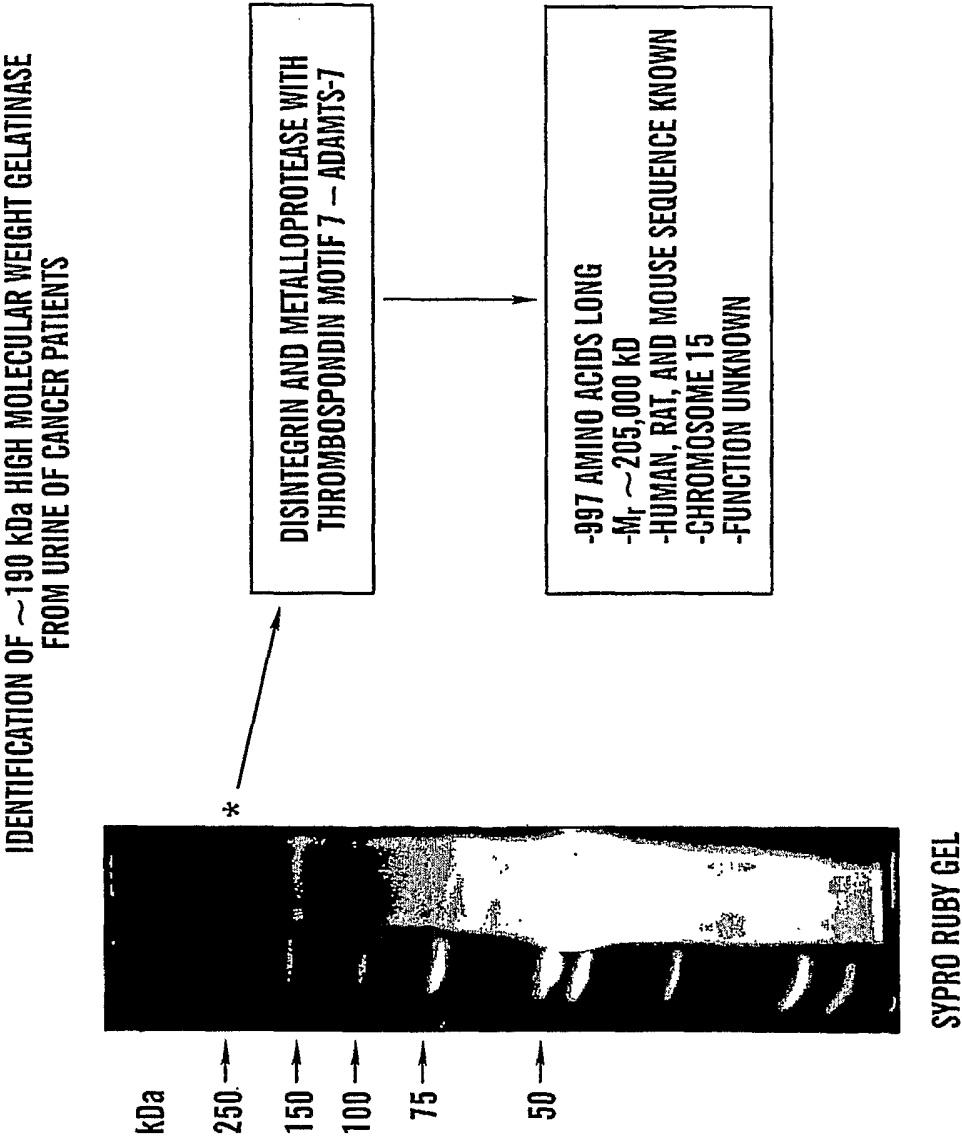 IDENTIFICATION OF ~190 kDa HIGH MOLECULAR WEIGHT GELATINASE
FROM URINE OF CANCER PATIENTS
kDa
250
150
100
75
50
*
DISINTEGRIN AND METALLOPROTEASE WITH
THROMBOSPONDIN MOTIF 7 – ADAMTS-7
-997 AMINO ACIDS LONG
-Mr ~205,000 kD
-HUMAN, RAT, AND MOUSE SEQUENCE KNOWN
-CHROMOSOME 15
-FUNCTION UNKNOWN
SYPRO RUBY GEL